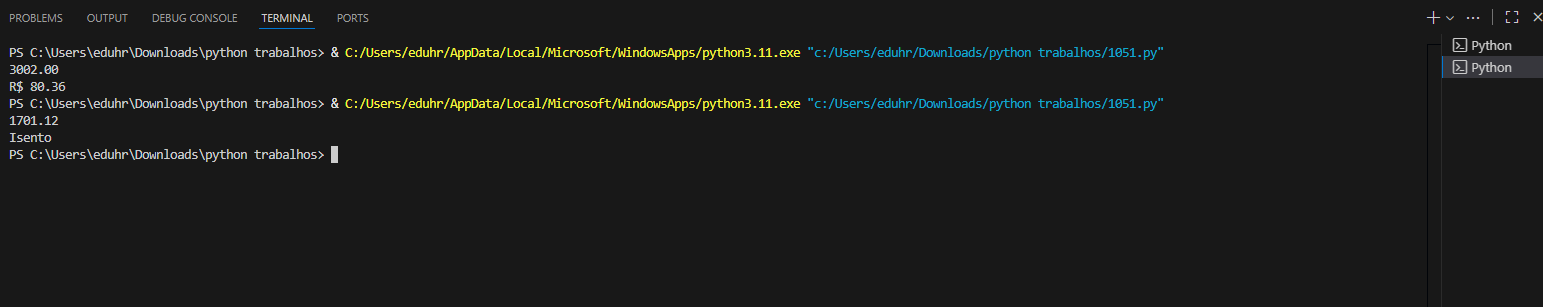 PROBLEMS OUTPUT DEBUG CONSOLE TERMINAL PORTS
PS C:\Users\eduhr\Downloads\python trabalhos> & C:/Users/eduhr/AppData/Local/Microsoft/WindowsApps/python3.11.exe "c:/Users/eduhr/Downloads/python trabalhos/1051.py"
3002.00
R$ 80.36
PS C:\Users\eduhr\Downloads\python trabalhos> & C:/Users/eduhr/AppData/Local/Microsoft/WindowsApps/python3.11.exe "c:/Users/eduhr/Downloads/python trabalhos/1051.py"
1701.12
Isento
PS C:\Users\eduhr\Downloads\python trabalhos>
Python
Python